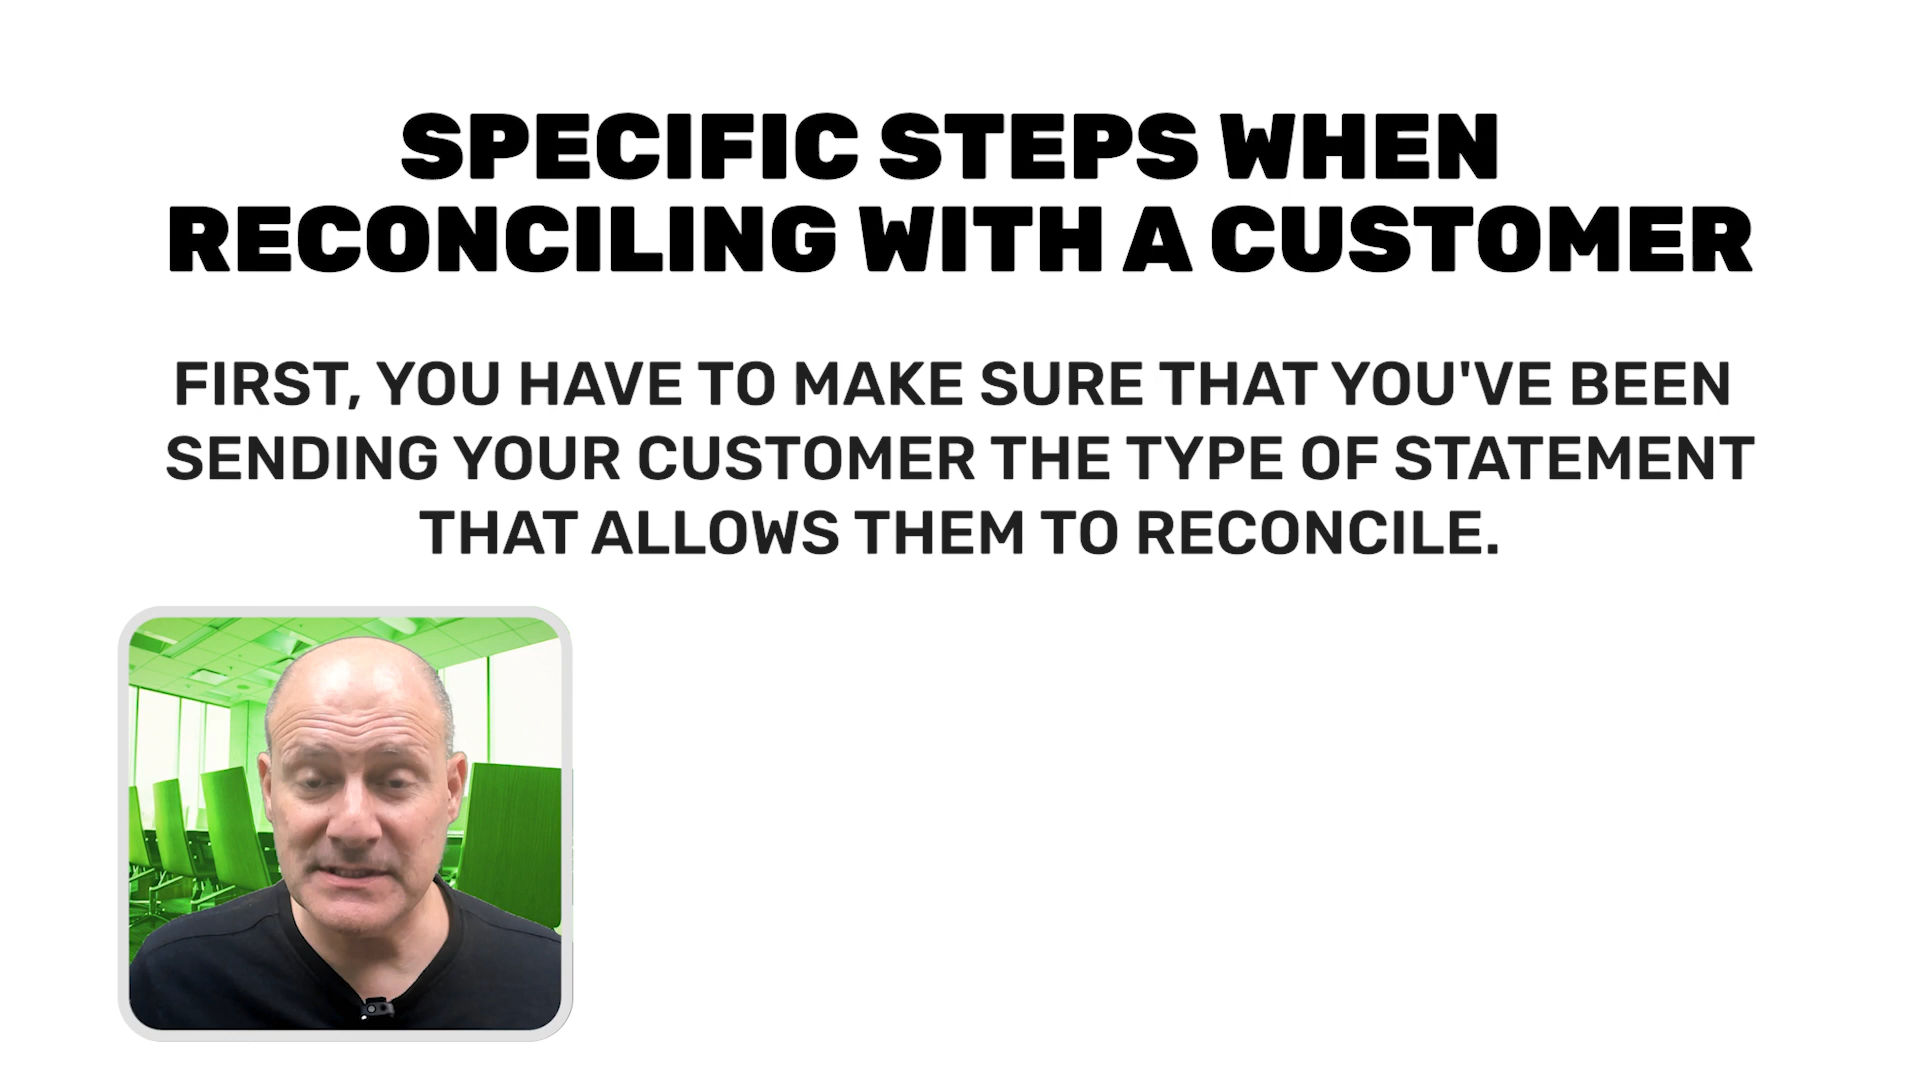 SPECIFIC STEPS WHEN
RECONCILING WITH A CUSTOMER
FIRST, YOU HAVE TO MAKE SURE THAT YOU'VE BEEN
SENDING YOUR CUSTOMER THE TYPE OF STATEMENT
THAT ALLOWS THEM TO RECONCILE.